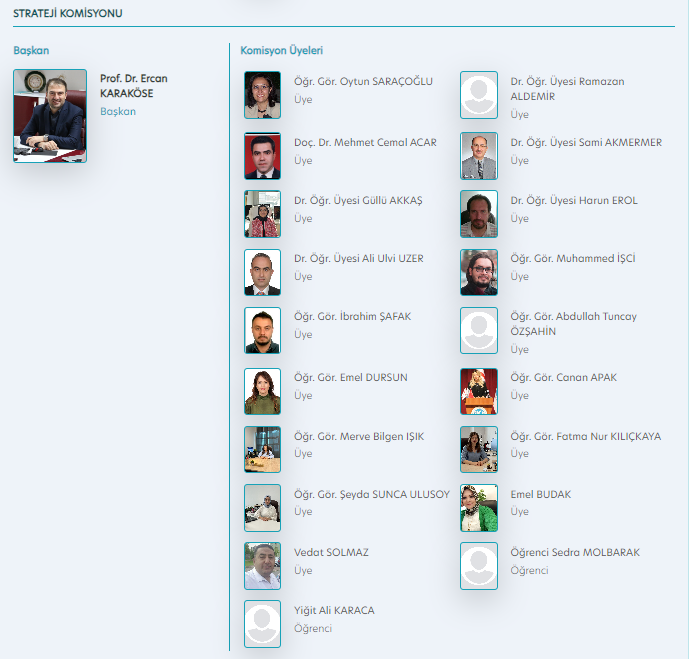 STRATEJİ KOMİSYONU
Başkan
Prof. Dr. Ercan
KARAKÖSE
Başkan
Komisyon Üyeleri
Öğr. Gör. Oytun SARAÇOĞLU
Üye
Dr. Öğr. Üyesi Ramazan
ALDEMİR
Üye
Doç. Dr. Mehmet Cemal ACAR
Üye
Dr. Öğr. Üyesi Sami AKMERMER
Üye
Dr. Öğr. Üyesi Güllü AKKAŞ
Üye
Dr. Öğr. Üyesi Harun EROL
Üye
Dr. Öğr. Üyesi Ali Ulvi UZER
Üye
Öğr. Gör. Muhammed İŞCİ
Üye
Öğr. Gör. İbrahim ŞAFAK
Üye
Öğr. Gör. Abdullah Tuncay
ÖZŞAHİN
Üye
Öğr. Gör. Emel DURSUN
Üye
Öğr. Gör. Canan APAK
Üye
Öğr. Gör. Merve Bilgen IŞIK
Üye
Öğr. Gör. Fatma Nur KILIÇKAYA
Üye
Öğr. Gör. Şeyda SUNCA ULUSOY
Üye
Emel BUDAK
Üye
Vedat SOLMAZ
Üye
Öğrenci Sedra MOLBARAK
Öğrenci
Yiğit Ali KARACA
Öğrenci